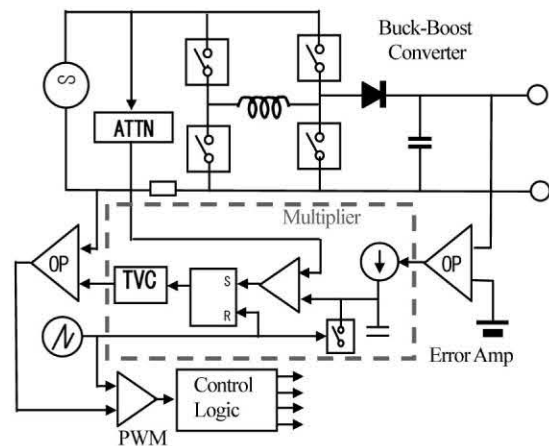 Buck-Boost
Converter
ATTN
Multiplier
OP
TVC
S
R
OP
Error Amp
PWM
Control
Logic